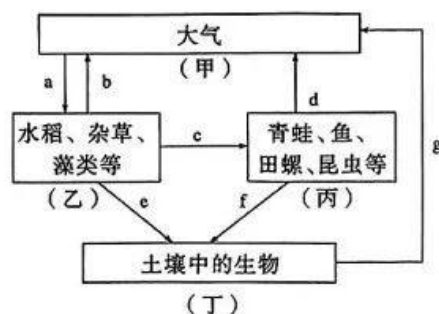 大气
(甲)
a
b
d
水稻、杂草、
藻类等
(乙)
c
青蛙、鱼、
田螺、昆虫等
(丙)
g
e
f
土壤中的生物
(丁)